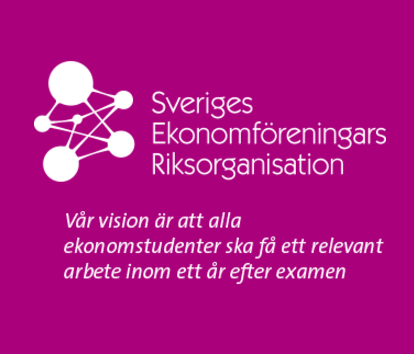 Sveriges
Ekonomföreningars
Riksorganisation
Vår vision är att alla
ekonomstudenter ska få ett relevant
arbete inom ett år efter examen